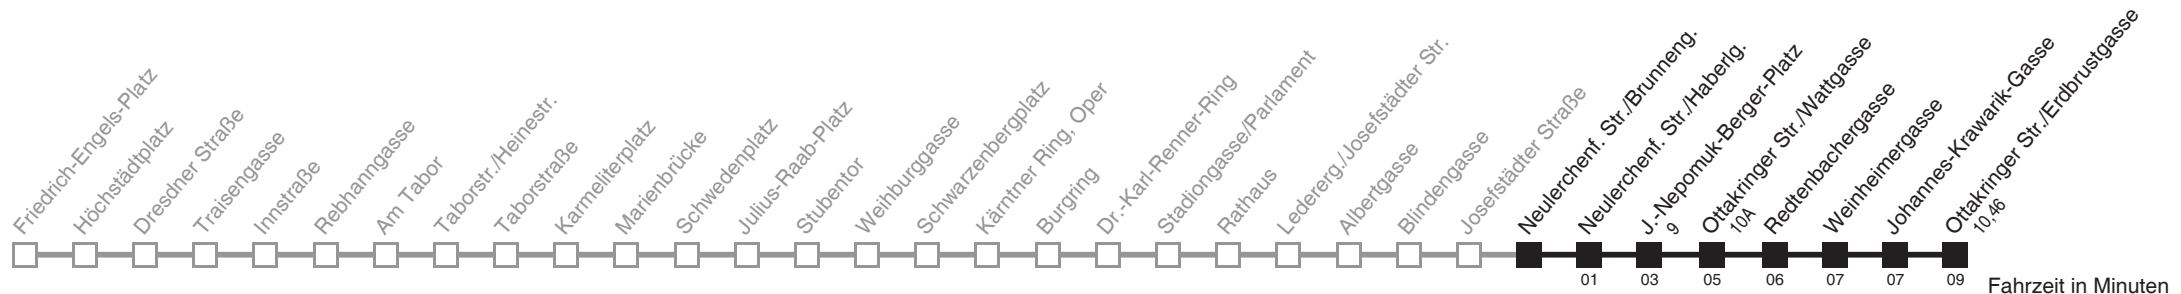 Friedrich-Engels-Platz
Höchstädtplatz
Dresdner Straße
Traisengasse
Innstraße
Rebhanngasse
Am Tabor
Taborstr./Heinestr.
Taborstraße
Karmeliterplatz
Marienbrücke
Schwedenplatz
Julius-Raab-Platz
Stubentor
Weihburggasse
Schwarzenbergplatz
Kärntner Ring, Oper
Burgring
Dr.-Karl-Renner-Ring
Stadiongasse/Parlament
Rathaus
Ledererg./Josefstädter Str.
Albertgasse
Blindengasse
Josefstädter Straße
Neulerchenf. Str./Brunneng.
Neulerchenf. Str./Haberlg.
J.-Nepomuk-Berger-Platz
9
Ottakringer Str./Wattgasse
10A
Redtenbachergasse
Weinheimergasse
Johannes-Krawarik-Gasse
Ottakringer Str./Erdbrustgasse
10,46
01 03 05 06 07 07 09
Fahrzeit in Minuten